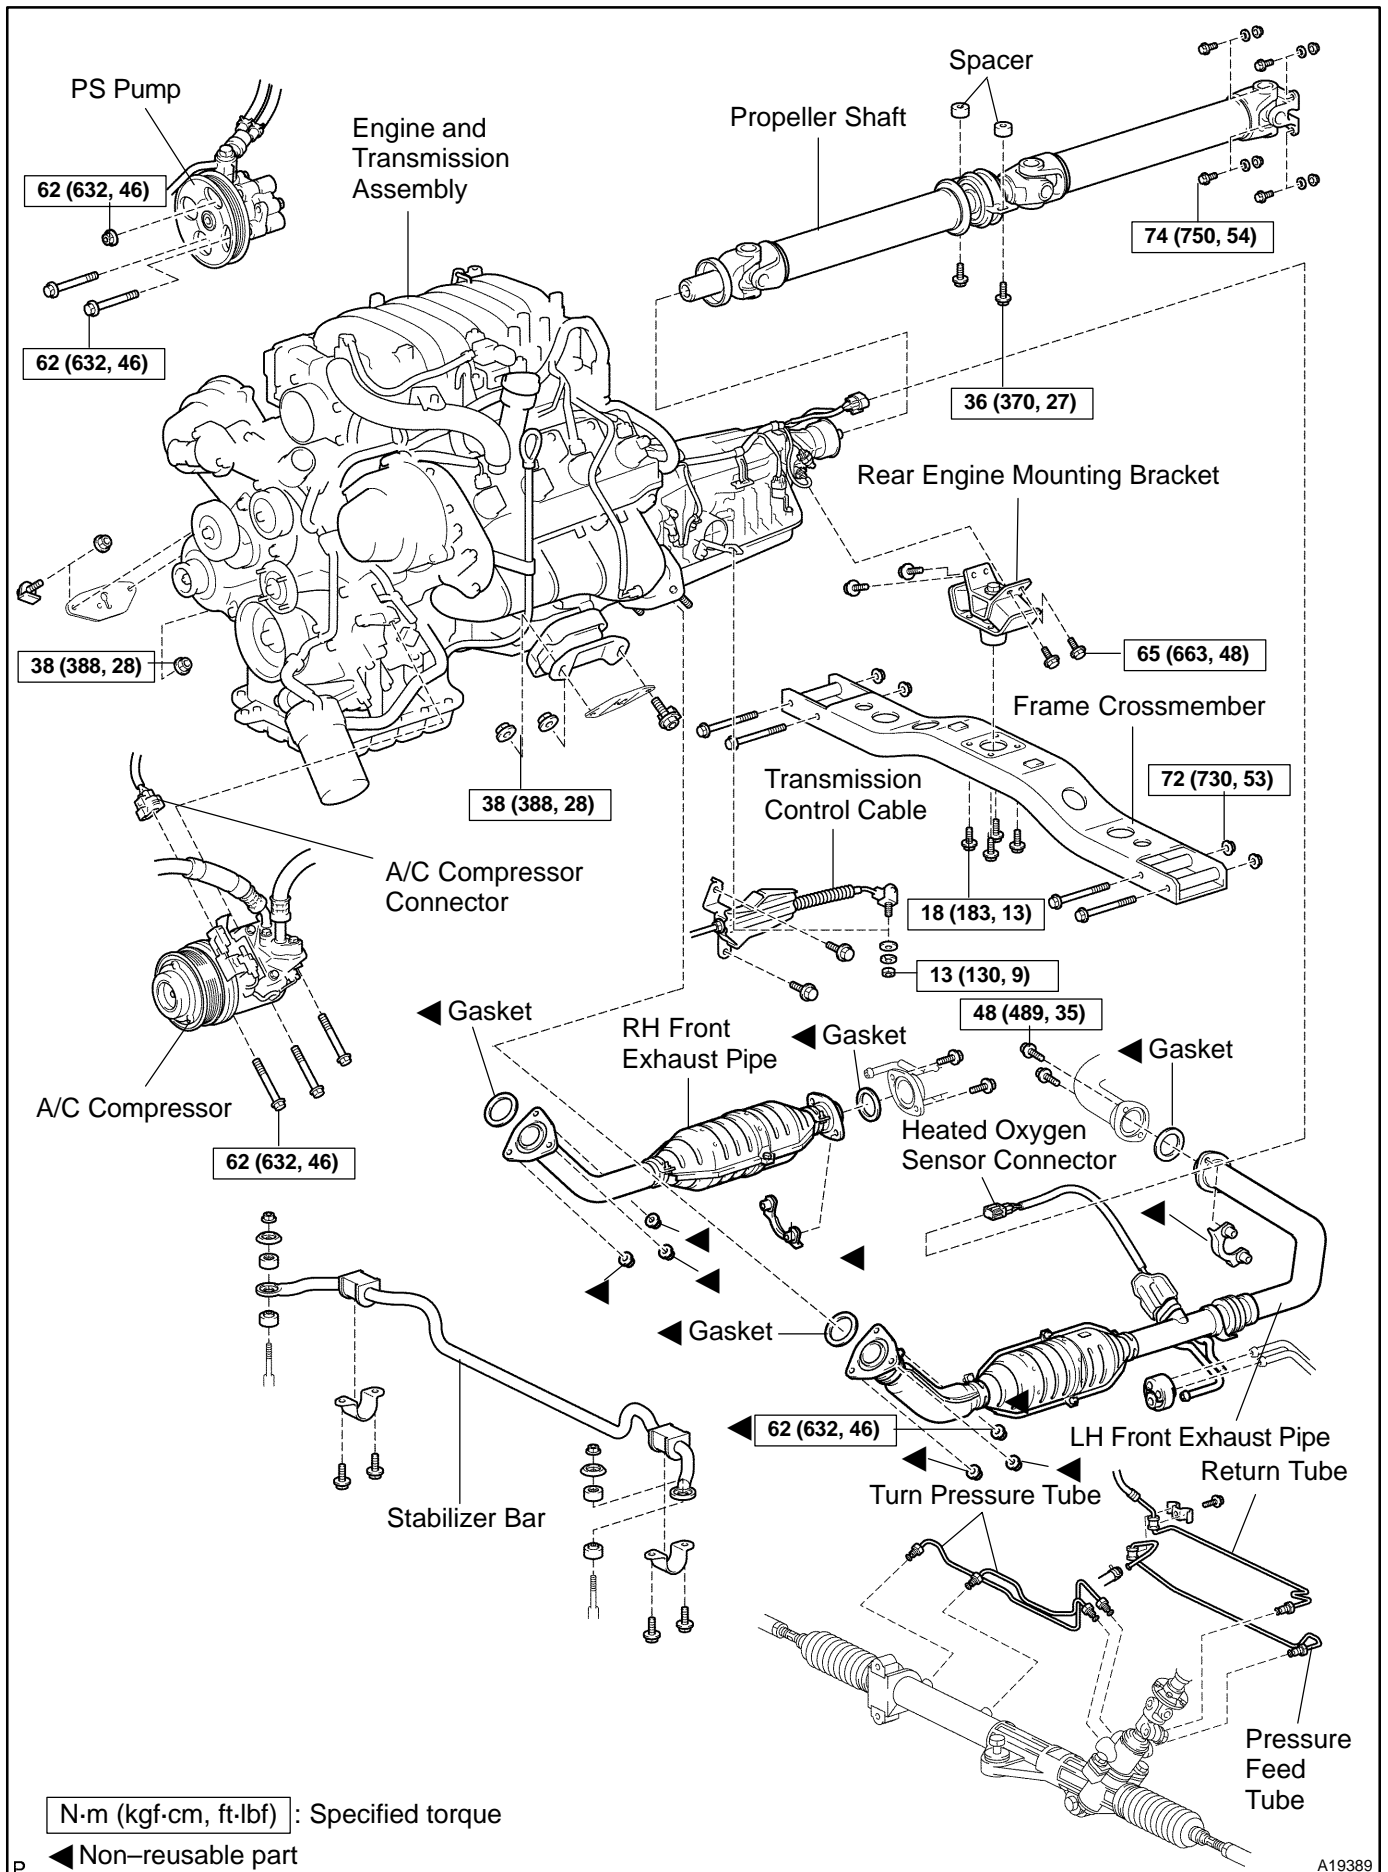 PS Pump
Spacer
Propeller Shaft
Engine and
Transmission
Assembly
62 (632, 46)
74 (750, 54)
62 (632, 46)
36 (370, 27)
Rear Engine Mounting Bracket
38 (388, 28)
65 (663, 48)
Frame Crossmember
Transmission
Control Cable
72 (730, 53)
38 (388, 28)
A/C Compressor
Connector
18 (183, 13)
13 (130, 9)
48 (489, 35)
◀ Gasket
RH Front
Exhaust Pipe
◀ Gasket
◀ Gasket
A/C Compressor
Heated Oxygen
Sensor Connector
62 (632, 46)
◀ Gasket
62 (632, 46)
LH Front Exhaust Pipe
Return Tube
Turn Pressure Tube
Stabilizer Bar
Pressure
Feed
Tube
N·m (kgf·cm, ft·lbf) : Specified torque
◀ Non–reusable part
P
A19389